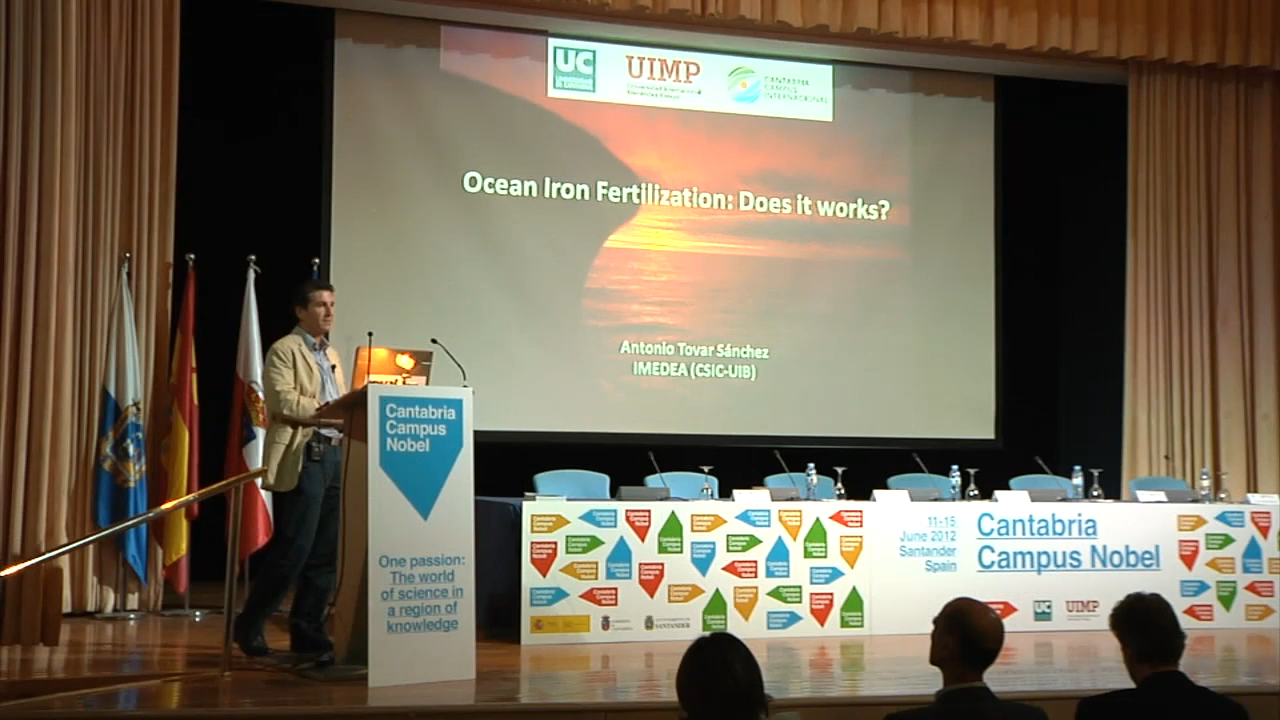 UC
UIMP
CANTABRIA
CAMPUS
INTERNACIONAL
Ocean Iron Fertilization: Does it works?
Antonio Tovar Sánchez
IMEDEA (CSIC-UIB)
Cantabria
Campus
Nobel
One passion:
The world
of science in
a region of
knowledge
11-15
June 2012
Santander
Spain
Cantabria
Campus Nobel
UC
UIMP
SANTANDER